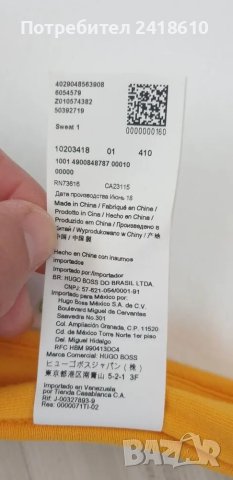 Потребител 2418610
4029048563908
6054579
Z010574382
50392719
Sweat 1
0000000160
10203418 01 410
1001 4900848787 00010
00000
RN73616 CA23115
Дата производства Июнь 18
Made in China / Fabriqué en China /
Prodotto in Cina / Hecho en China /
Produzido em China / Произведено в
Китай / Wyprodukowano w Chiny / 产地
中国 / 中国製
Hecho en China con insumos
importados
Importado por/Importador
BR. HUGO BOSS DO BRASIL LTDA.
CNPJ: 57-621-054/0001-91
Importado para México por:
Hugo Boss México S.A. de C.V.
Boulevard Miguel de Cervantes
Saavedra No.301
Col. Ampliación Granada, C.P. 11520
Cd. de México Torre Norte 1er piso
Del. Miguel Hidalgo
RFC HBM 990413DC4
Marca Comercial: HUGO BOSS
ヒューゴボスジャパン(株)
東京都港区南青山 5-2-1 3F
Importado en Venezuela
por Tienda Casablanca C.A.
Rif: J-00327893-9
Res: 0000071TI-02
bazar.bg